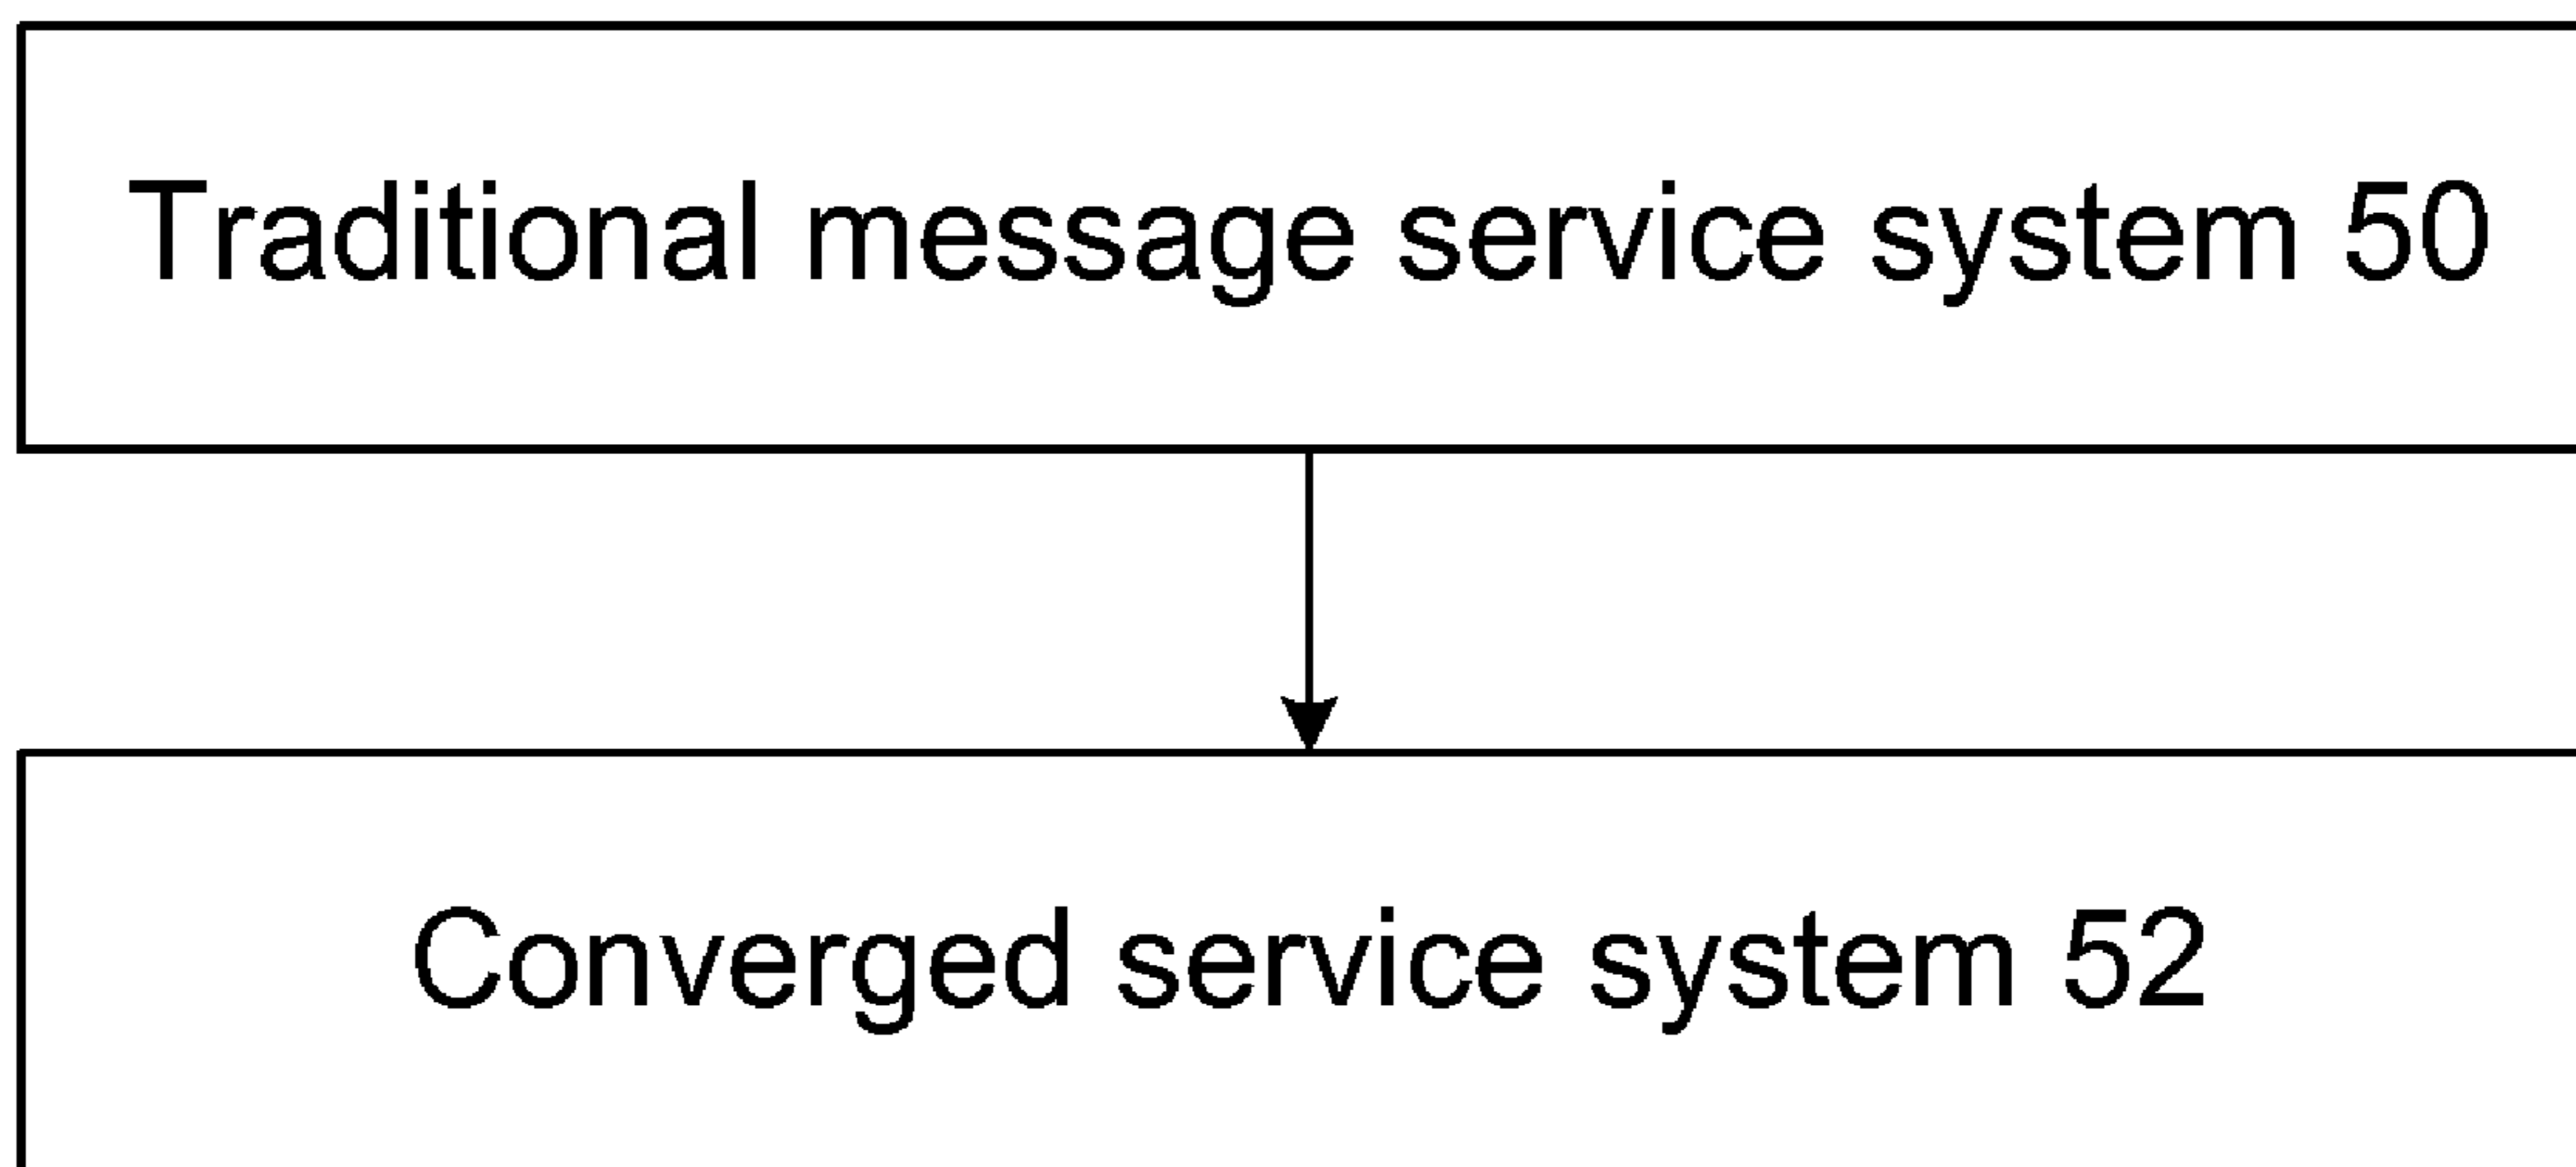 Traditional message service system 50
Converged service system 52